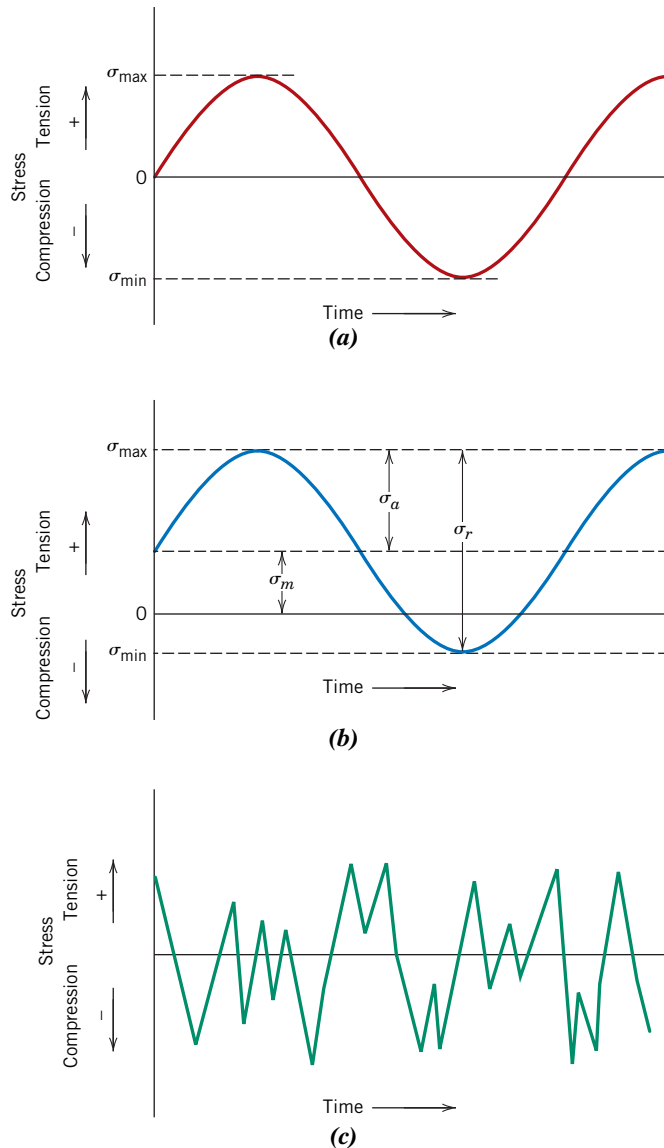 σmax
Tension
+
Stress
0
Compression
−
σmin
Time
(a)
σmax
σa
σr
Tension
+
σm
Stress
0
Compression
−
σmin
Time
(b)
Tension
+
Stress
Compression
−
Time
(c)